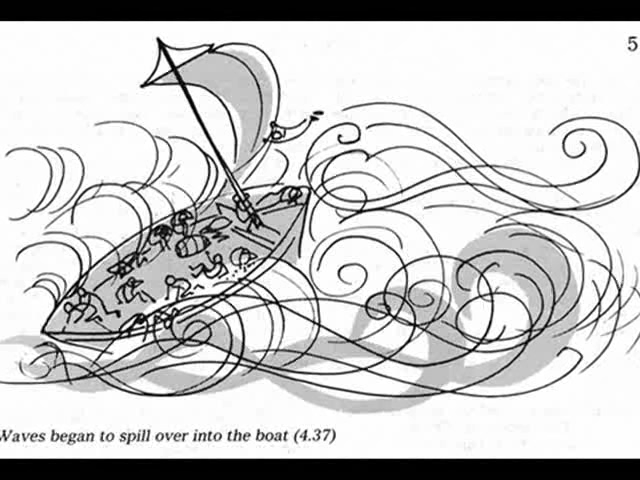 5
Waves began to spill over into the boat (4.37)